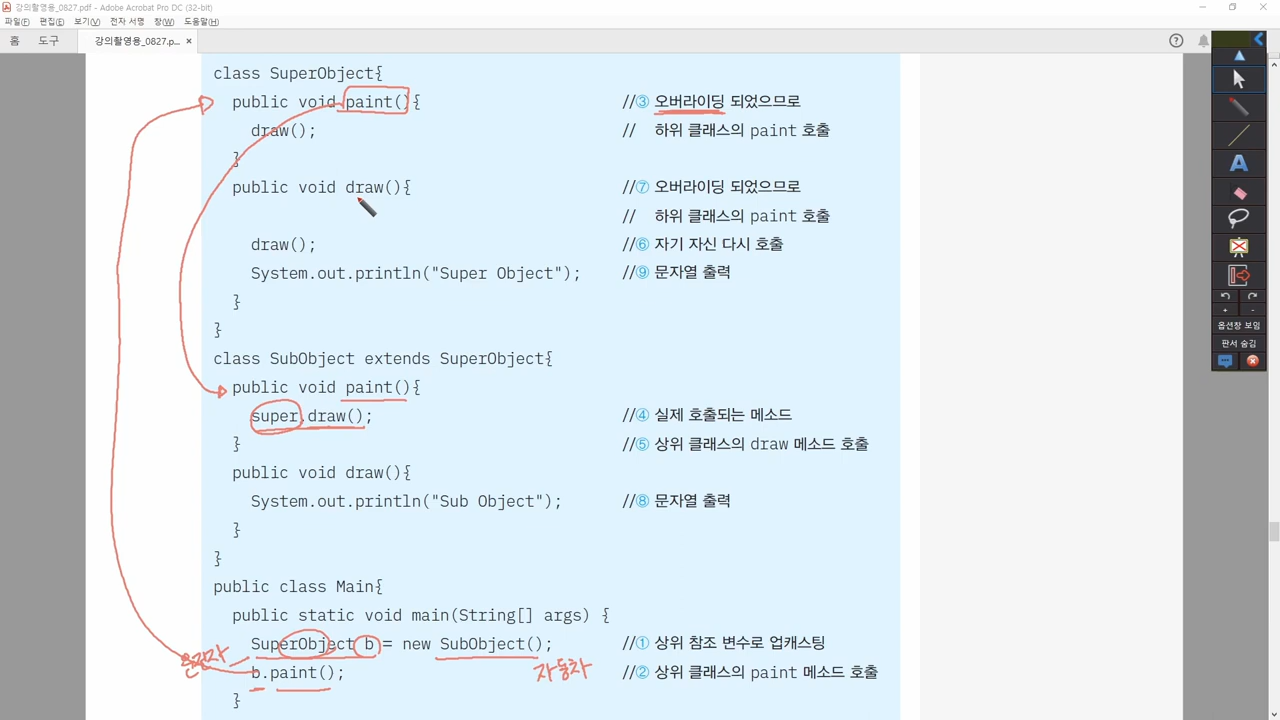 강의촬영용_0827.pdf - Adobe Acrobat Pro DC (32-bit)
파일(F) 편집(E) 보기(V) 전자 서명 창(W) 도움말(H)
홈 도구 강의촬영용_0827.p... ×
class SuperObject{
public void paint(){ //③ 오버라이딩 되었으므로
draw(); // 하위 클래스의 paint 호출
}
public void draw(){ //⑦ 오버라이딩 되었으므로
// 하위 클래스의 paint 호출
draw(); //⑥ 자기 자신 다시 호출
System.out.println("Super Object"); //⑨ 문자열 출력
}
}
class SubObject extends SuperObject{
public void paint(){
super.draw(); //④ 실제 호출되는 메소드
} //⑤ 상위 클래스의 draw 메소드 호출
public void draw(){
System.out.println("Sub Object"); //⑧ 문자열 출력
}
}
public class Main{
public static void main(String[] args) {
SuperObject b = new SubObject(); //① 상위 참조 변수로 업캐스팅
운전자
b.paint(); 자동차 //② 상위 클래스의 paint 메소드 호출
}
A
옵션창 보임
판서 숨김